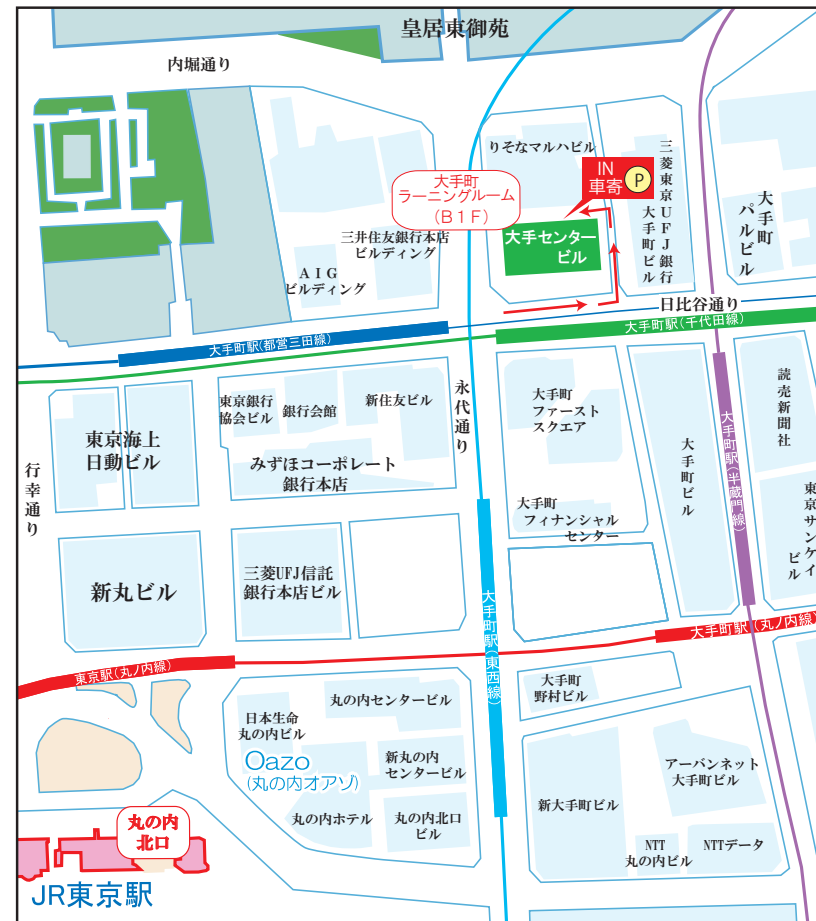 皇居東御苑
内堀通り
りそなマルハビル
IN
車寄
P
三菱東京UFJ銀行
大手町ビル
大手町
パルビル
大手町
ラーニングルーム
(B1F)
大手センター
ビル
三井住友銀行本店
ビルディング
AIG
ビルディング
日比谷通り
大手町駅(千代田線)
大手町駅(都営三田線)
東京銀行
協会ビル
銀行会館
新住友ビル
永代通り
大手町
ファースト
スクエア
大手町ビル
大手町駅(半蔵門線)
読売新聞社
東京海上
日動ビル
みずほコーポレート
銀行本店
行幸通り
大手町
フィナンシャル
センター
東京サンケイ
ビル
新丸ビル
三菱UFJ信託
銀行本店ビル
大手町駅(東西線)
大手町駅(丸ノ内線)
東京駅(丸ノ内線)
大手町
野村ビル
日本生命
丸の内ビル
丸の内センタービル
Oazo
(丸の内オアゾ)
新丸の内
センタービル
アーバンネット
大手町ビル
新大手町ビル
丸の内ホテル
丸の内北口
ビル
NTT
丸の内ビル
NTTデータ
丸の内
北口
JR東京駅